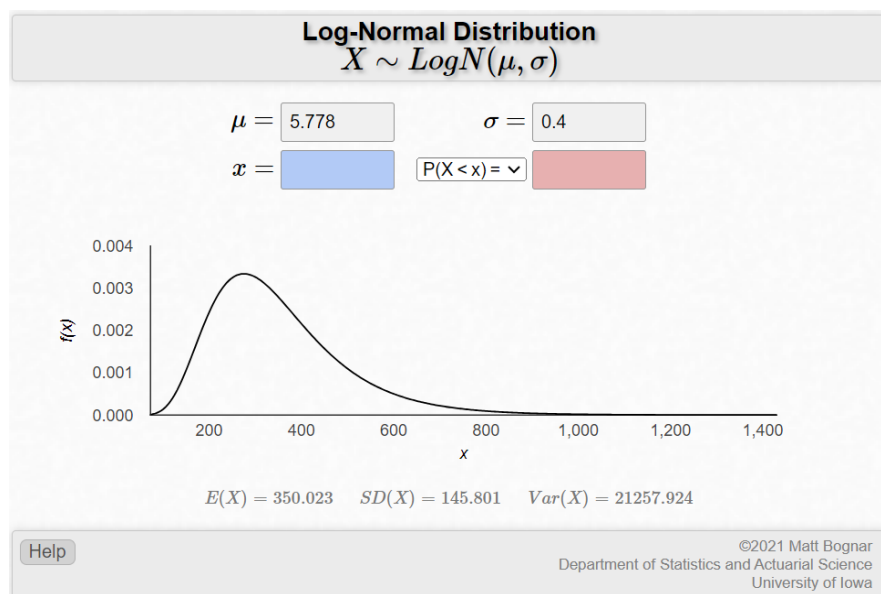 Log-Normal Distribution
X ∼ LogN(μ, σ)
μ = 5.778 σ = 0.4
x = P(X < x) =
0.004
0.003
0.002
0.001
0.000
f(x)
200 400 600 800 1,000 1,200 1,400
x
E(X) = 350.023 SD(X) = 145.801 Var(X) = 21257.924
Help
©2021 Matt Bognar
Department of Statistics and Actuarial Science
University of Iowa